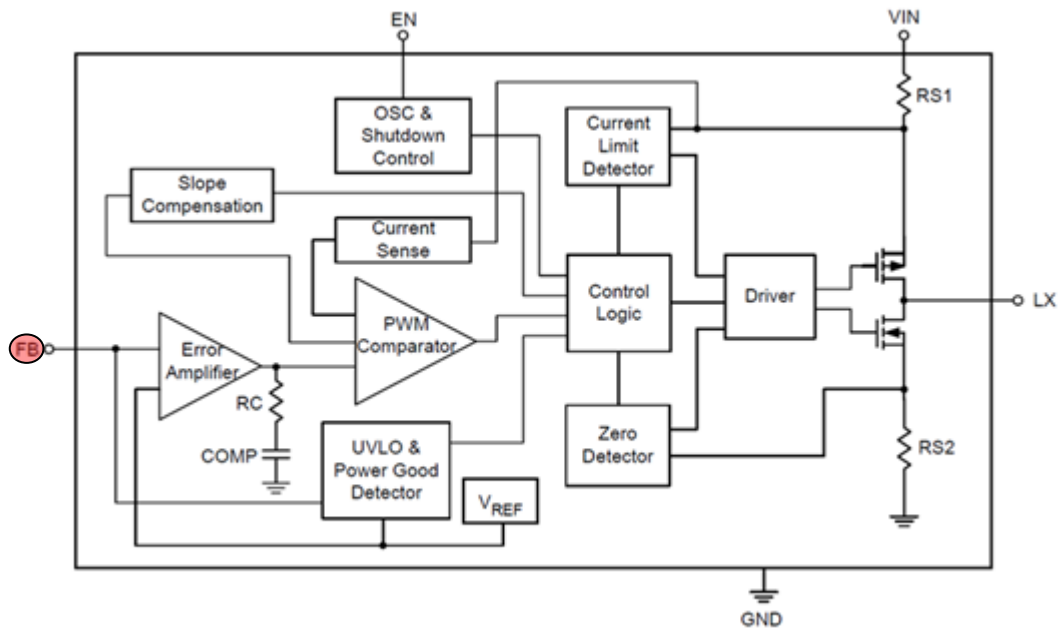 EN
VIN
RS1
OSC &
Shutdown
Control
Current
Limit
Detector
Slope
Compensation
Current
Sense
Control
Logic
Driver
LX
FB
Error
Amplifier
PWM
Comparator
RC
COMP
UVLO &
Power Good
Detector
VREF
Zero
Detector
RS2
GND